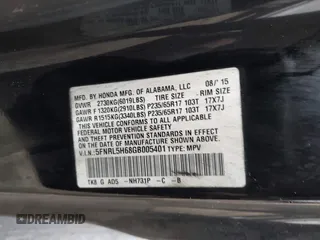 MFD. BY HONDA MFG. OF ALABAMA, LLC 08/15
GVWR 2730KG(6019LBS) TIRE SIZE RIM SIZE
GAWR F 1320KG(2910LBS) P235/65R17 103T 17X7J
GAWR R 1515KG(3340LBS) P235/65R17 103T 17X7J
THIS VEHICLE CONFORMS TO ALL APPLICABLE FEDERAL MOTOR
VEHICLE SAFETY AND THEFT PREVENTION STANDARDS IN
EFFECT ON THE DATE OF MANUFACTURE SHOWN ABOVE.
V.I.N.: 5FNRL5H68GB005401 TYPE: MPV
TK8 G AD5 -NH731P -C -B